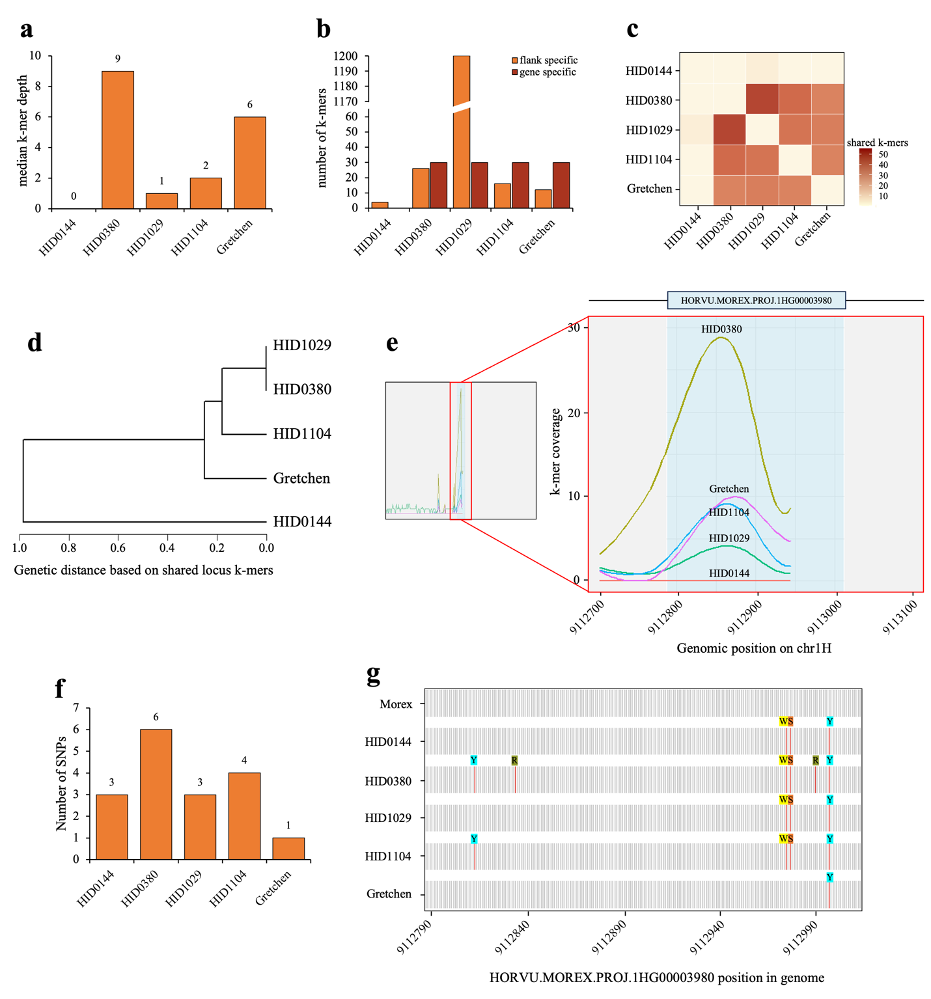 a
10
8
6
4
2
0
median k-mer depth
0
9
1
2
6
HID0144
HID0380
HID1029
HID1104
Gretchen
b
1200
1190
1180
1170
60
50
40
30
20
10
0
number of k-mers
flank specific
gene specific
HID0144
HID0380
HID1029
HID1104
Gretchen
c
HID0144
HID0380
HID1029
HID1104
Gretchen
HID0144
HID0380
HID1029
HID1104
Gretchen
shared k-mers
50
40
30
20
10
d
HID1029
HID0380
HID1104
Gretchen
HID0144
1.0 0.8 0.6 0.4 0.2 0.0
Genetic distance based on shared locus k-mers
e
HORVU.MOREX.PROJ.1HG00003980
30
20
10
0
k-mer coverage
HID0380
Gretchen
HID1104
HID1029
HID0144
9112700
9112800
9112900
9113000
9113100
Genomic position on chr1H
f
7
6
5
4
3
2
1
0
Number of SNPs
3
6
3
4
1
HID0144
HID0380
HID1029
HID1104
Gretchen
g
Morex
W S Y
HID0144
Y R W S R Y
HID0380
W S Y
HID1029
Y W S Y
HID1104
Y
Gretchen
9112790
9112840
9112890
9112940
9112990
HORVU.MOREX.PROJ.1HG00003980 position in genome